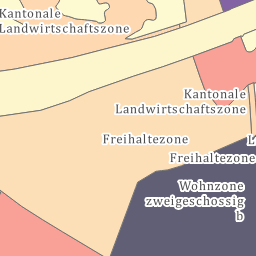 Kantonale
Landwirtschaftszone
Kantonale
Landwirtschaftszone
Freihaltezone
L
Freihaltezone
Wohnzone
zweigeschossig
b